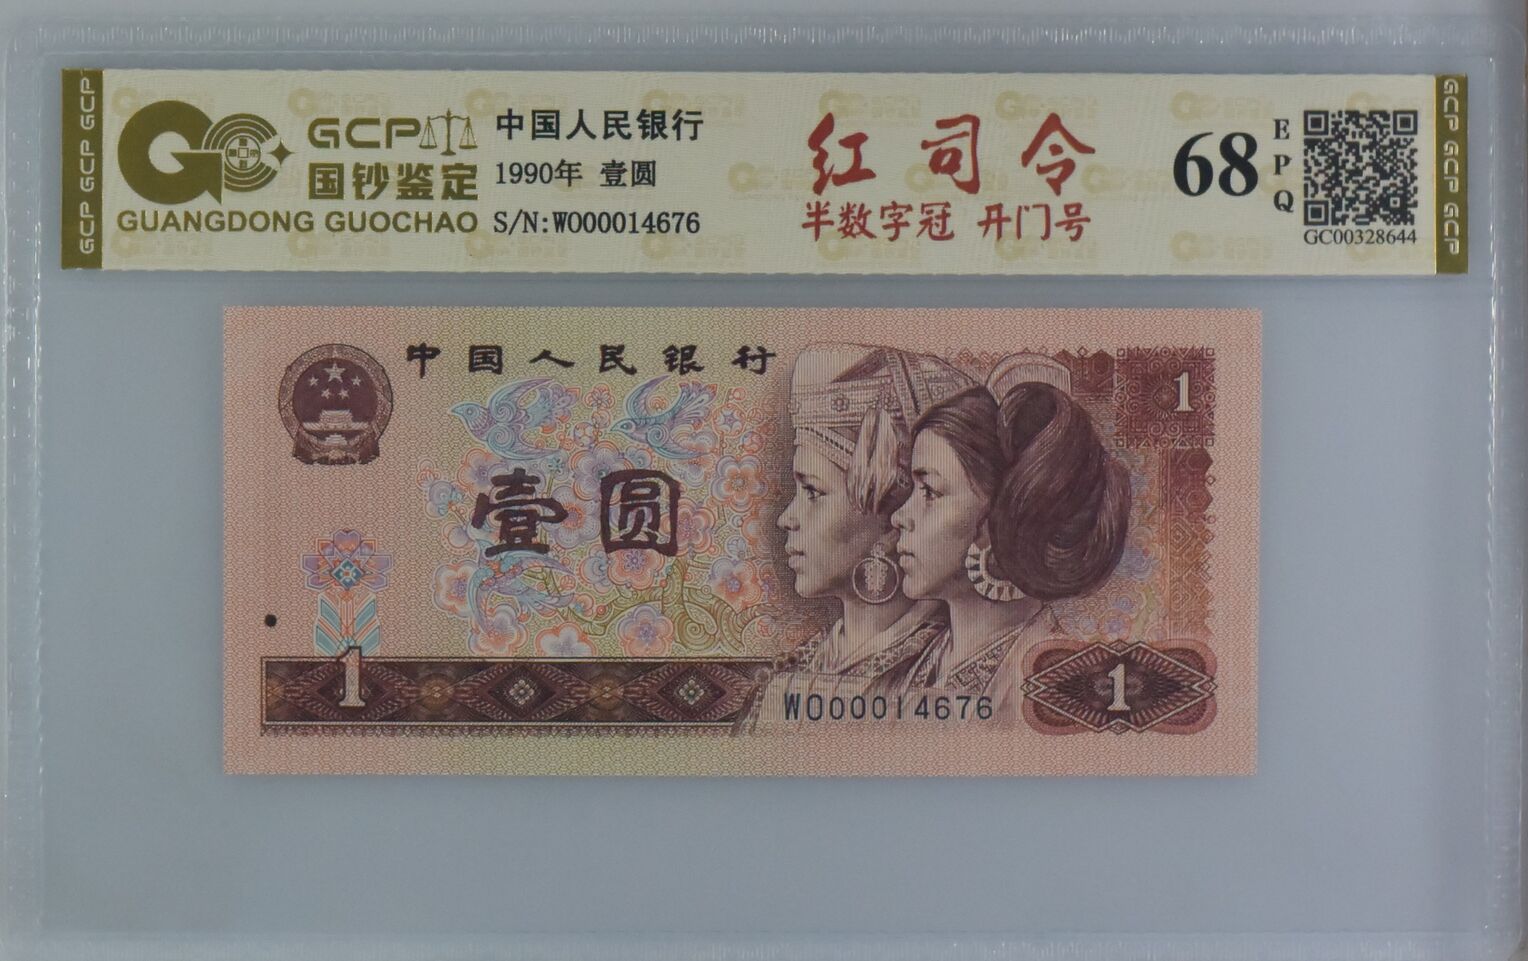 GCP GCP GCP
GCP
国钞鉴定
GUANGDONG GUOCHAO
中国人民银行
1990年 壹圆
S/N:W000014676
红司令
半数字冠 开门号
68
EPQ
GC00328644
GCP GCP GCP
中国人民银行
1
壹圆
1
W000014676
1